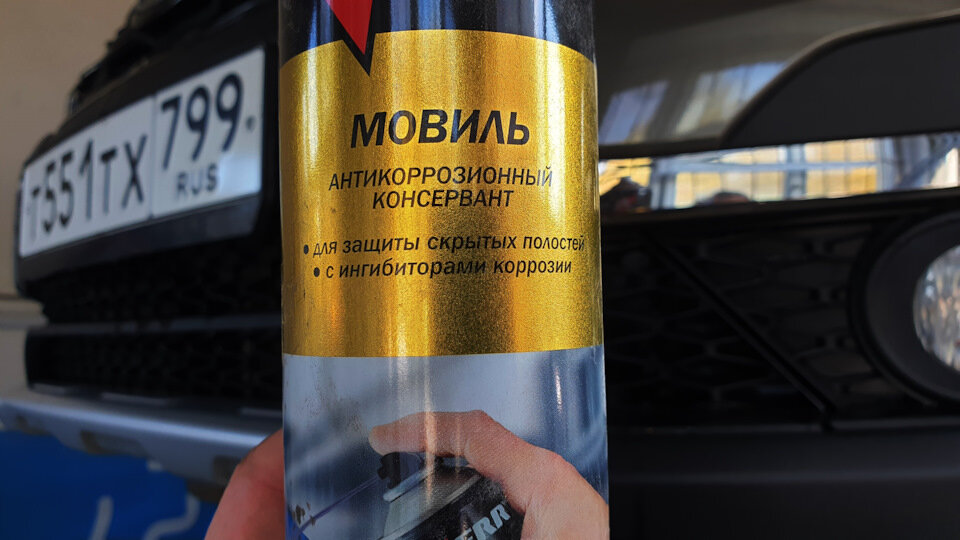 Т551ТХ
799
RUS
МОВИЛЬ
АНТИКОРРОЗИОННЫЙ
КОНСЕРВАНТ
• для защиты скрытых полостей
• с ингибиторами коррозии